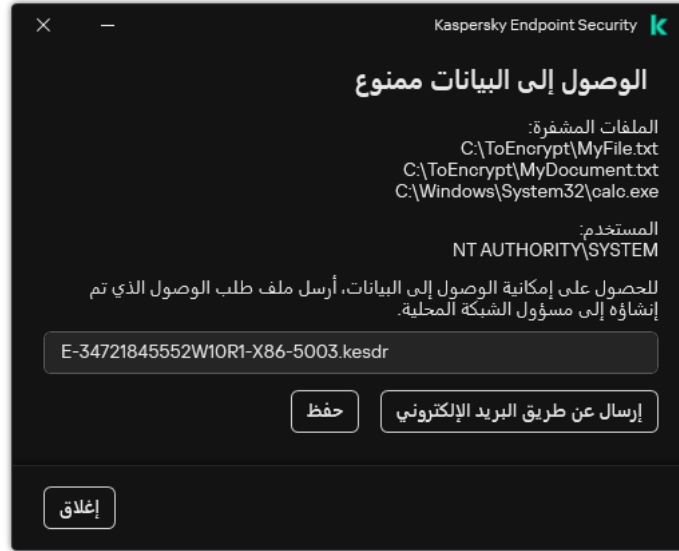 Kaspersky Endpoint Security
الوصول إلى البيانات ممنوع
الملفات المشفرة:
C:\ToEncrypt\MyFile.txt
C:\ToEncrypt\MyDocument.txt
C:\Windows\System32\calc.exe
المستخدم:
NT AUTHORITY\SYSTEM
للحصول على إمكانية الوصول إلى البيانات، أرسل ملف طلب الوصول الذي تم
إنشاؤه إلى مسؤول الشبكة المحلية.
E-34721845552W10R1-X86-5003.kesdr
إرسال عن طريق البريد الإلكتروني
حفظ
إغلاق